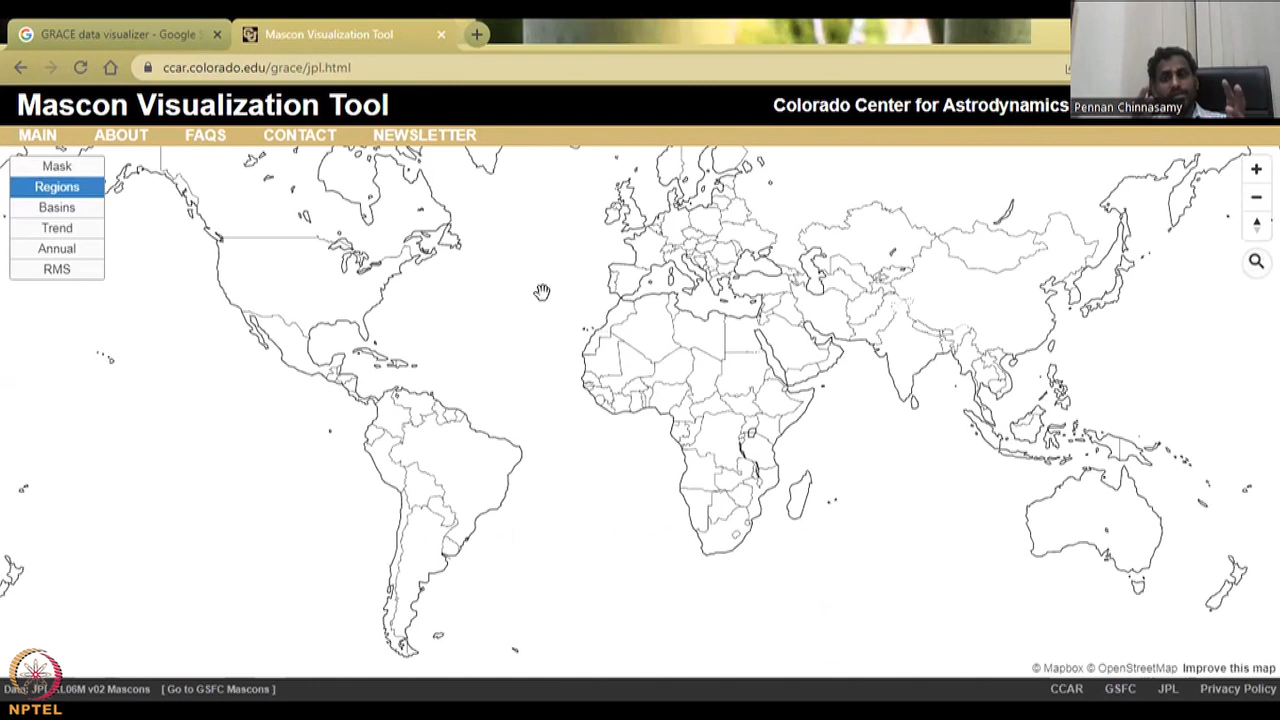 GRACE data visualizer - Google
Mascon Visualization Tool
ccar.colorado.edu/grace/jpl.html
Mascon Visualization Tool
Colorado Center for Astrodynamics
Pennan Chinnasamy
MAIN ABOUT FAQS CONTACT NEWSLETTER
Mask
Regions
Basins
Trend
Annual
RMS
© Mapbox © OpenStreetMap Improve this map
Data: JPL RL06M v02 Mascons [ Go to GSFC Mascons ]
CCAR GSFC JPL Privacy Policy
NPTEL